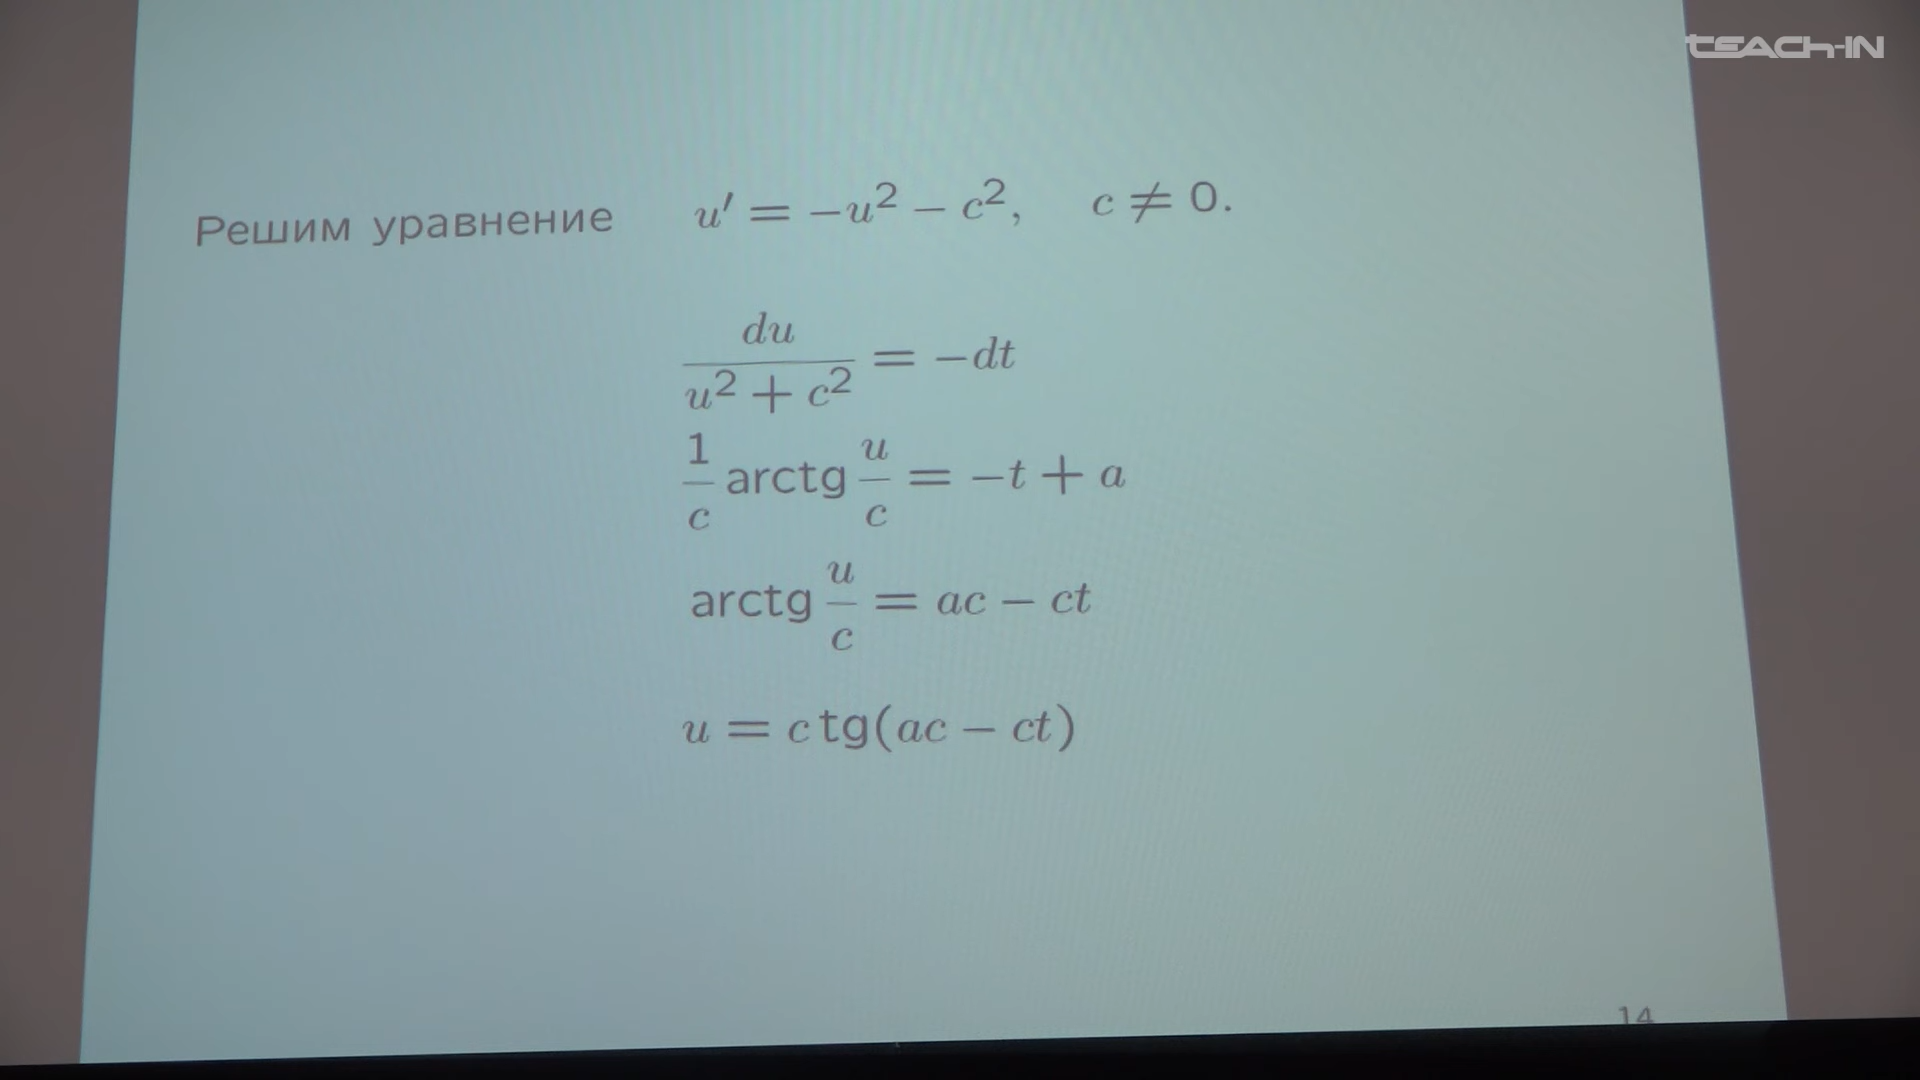 TEACH-IN
Решим уравнение u′ = −u² − c², c ≠ 0.
du/(u² + c²) = −dt
1/c arctg u/c = −t + a
arctg u/c = ac − ct
u = c tg(ac − ct)
14